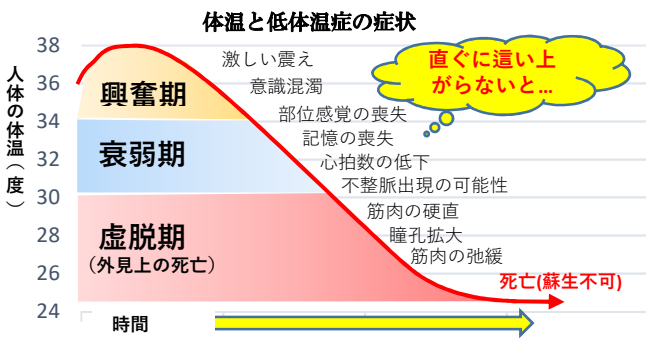 体温と低体温症の症状
人体の体温(度)
38
36
34
32
30
28
26
24
興奮期
衰弱期
虚脱期
(外見上の死亡)
激しい震え
意識混濁
部位感覚の喪失
記憶の喪失
心拍数の低下
不整脈出現の可能性
筋肉の硬直
瞳孔拡大
筋肉の弛緩
直ぐに這い上
がらないと…
死亡(蘇生不可)
時間